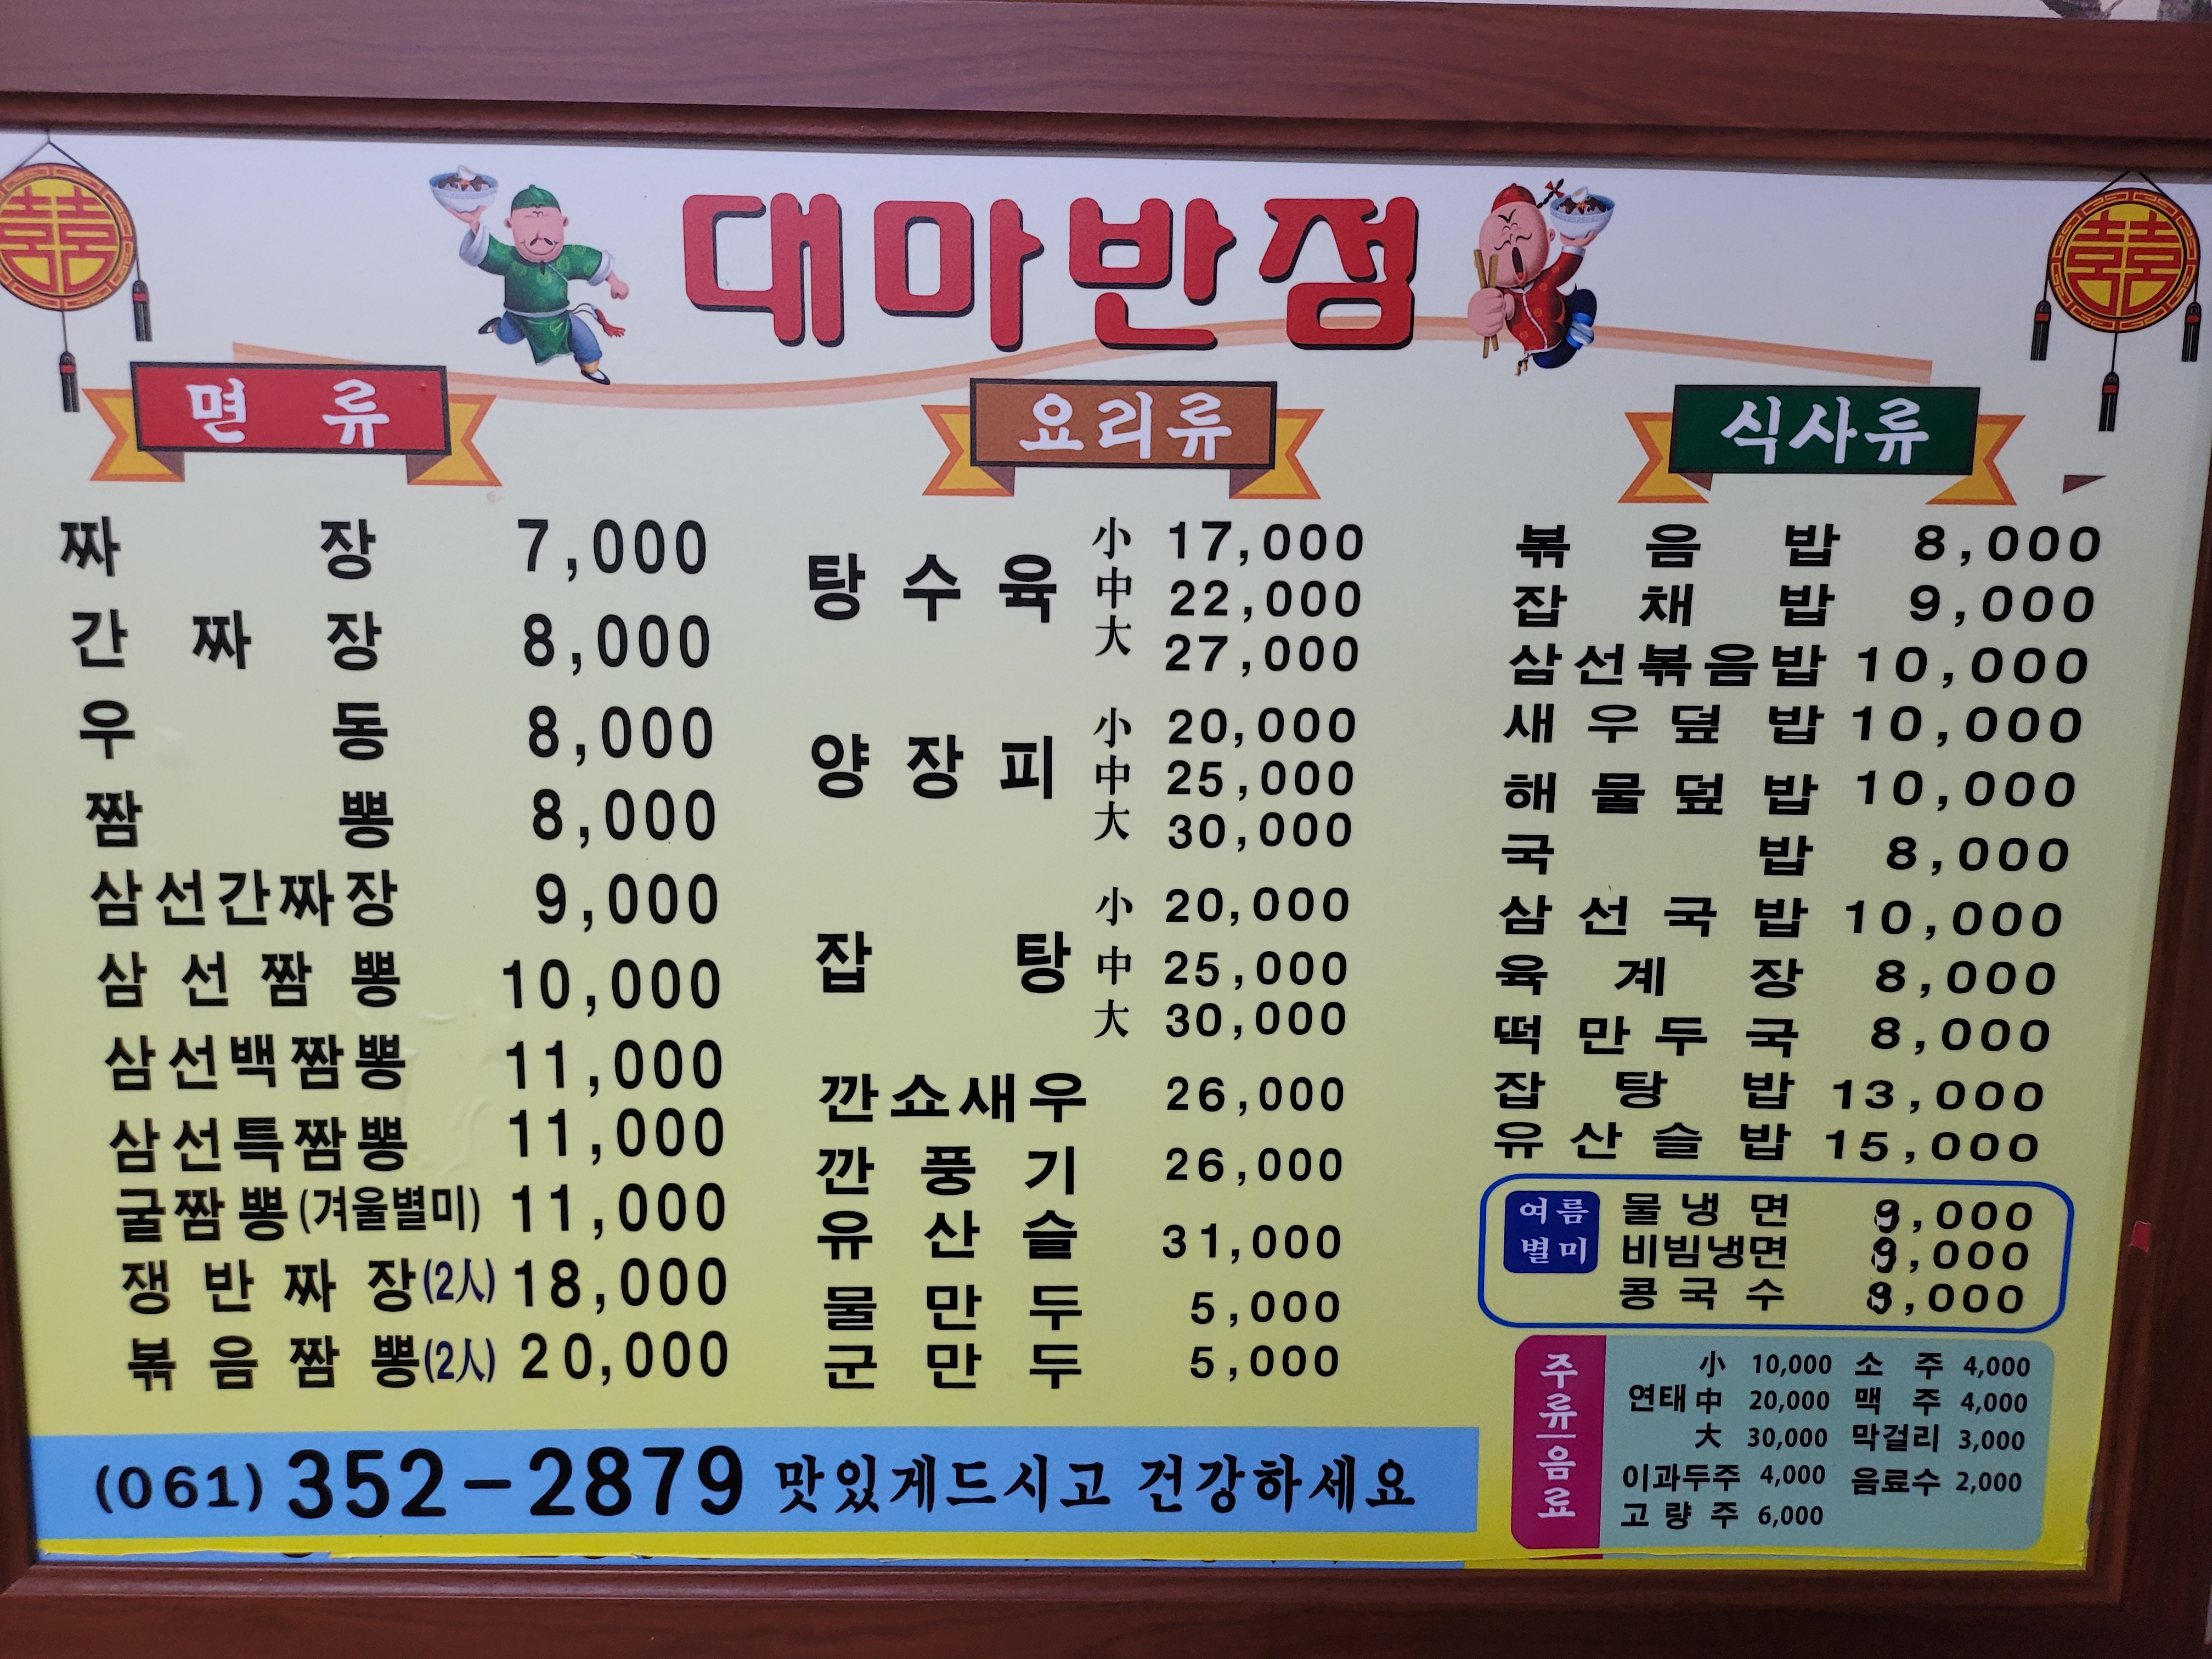 대마반점
면류
짜장 7,000
간짜장 8,000
우동 8,000
짬뽕 8,000
삼선간짜장 9,000
삼선짬뽕 10,000
삼선백짬뽕 11,000
삼선특짬뽕 11,000
굴짬뽕(겨울별미) 11,000
쟁반짜장(2人) 18,000
볶음짬뽕(2人) 20,000
요리류
탕수육 小 17,000
中 22,000
大 27,000
양장피 小 20,000
中 25,000
大 30,000
잡탕 小 20,000
中 25,000
大 30,000
깐쇼새우 26,000
깐풍기 26,000
유산슬 31,000
물만두 5,000
군만두 5,000
식사류
볶음밥 8,000
잡채밥 9,000
삼선볶음밥 10,000
새우덮밥 10,000
해물덮밥 10,000
국밥 8,000
삼선국밥 10,000
육계장 8,000
떡만두국 8,000
잡탕밥 13,000
유산슬밥 15,000
여름별미
물냉면 9,000
비빔냉면 9,000
콩국수 9,000
주류|음료
연태 小 10,000
中 20,000
大 30,000
이과두주 4,000
고량주 6,000
소주 4,000
맥주 4,000
막걸리 3,000
음료수 2,000
(061) 352-2879 맛있게드시고 건강하세요